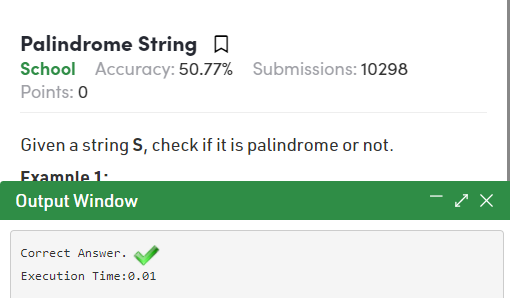 Palindrome String
School Accuracy: 50.77% Submissions: 10298
Points: 0
Given a string S, check if it is palindrome or not.
Example 1:
Output Window
Correct Answer.
Execution Time:0.01